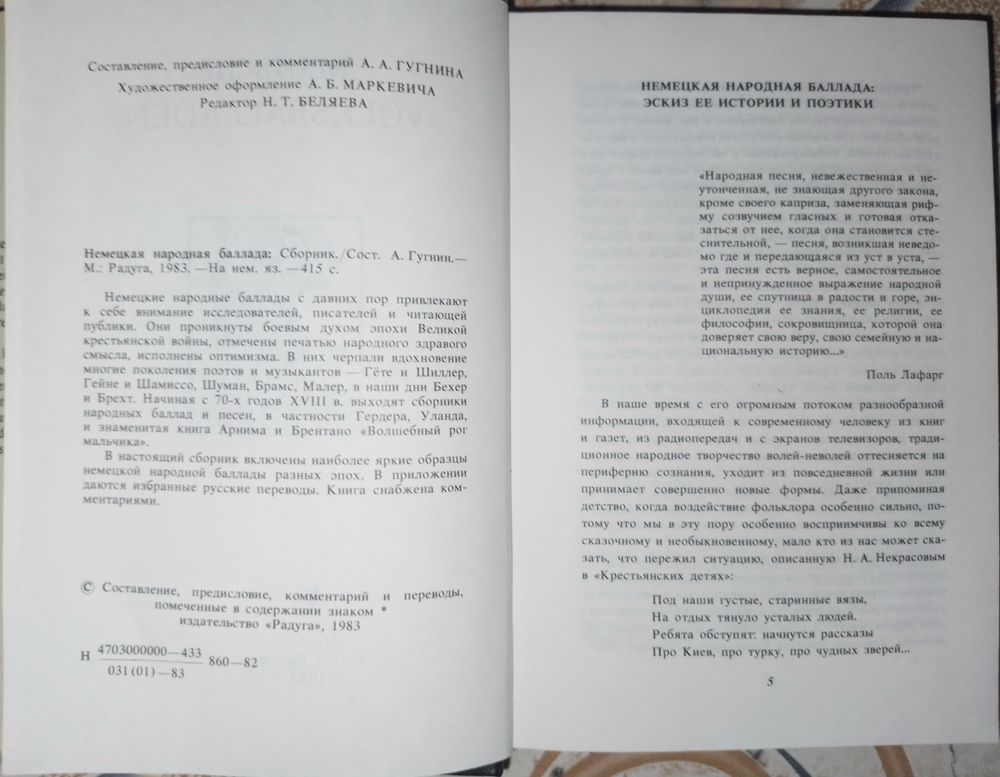 Составление, предисловие и комментарий А. А. ГУГНИНА
Художественное оформление А. Б. МАРКЕВИЧА
Редактор Н. Т. БЕЛЯЕВА
Немецкая народная баллада: Сборник./Сост. А. Гугнин.—
М.: Радуга, 1983. —На нем. яз. —415 с.
Немецкие народные баллады с давних пор привлекают
к себе внимание исследователей, писателей и читающей
публики. Они проникнуты боевым духом эпохи Великой
крестьянской войны, отмечены печатью народного здравого
смысла, исполнены оптимизма. В них черпали вдохновение
многие поколения поэтов и музыкантов — Гёте и Шиллер,
Гейне и Шамиссо, Шуман, Брамс, Малер, в наши дни Бехер
и Брехт. Начиная с 70-х годов XVIII в. выходят сборники
народных баллад и песен, в частности Гердера, Уланда,
и знаменитая книга Арнима и Брентано «Волшебный рог
мальчика».
В настоящий сборник включены наиболее яркие образцы
немецкой народной баллады разных эпох. В приложении
даются избранные русские переводы. Книга снабжена ком-
ментариями.
© Составление, предисловие, комментарий и переводы,
помеченные в содержании знаком *
издательство «Радуга», 1983
Н 4703000000—433 860—82
031(01)—83
НЕМЕЦКАЯ НАРОДНАЯ БАЛЛАДА:
ЭСКИЗ ЕЕ ИСТОРИИ И ПОЭТИКИ
«Народная песня, невежественная и не-
утонченная, не знающая другого закона,
кроме своего каприза, заменяющая риф-
му созвучием гласных и готовая отка-
заться от нее, когда она становится сте-
снительной, — песня, возникшая неведо-
мо где и передающаяся из уст в уста, —
эта песня есть верное, самостоятельное
и непринужденное выражение народной
души, ее спутница в радости и горе, эн-
циклопедия ее знания, ее религии, ее
философии, сокровищница, которой она
доверяет свою веру, свою семейную и на-
циональную историю...»
Поль Лафарг
В наше время с его огромным потоком разнообразной
информации, входящей к современному человеку из книг
и газет, из радиопередач и с экранов телевизоров, тради-
ционное народное творчество волей-неволей оттесняется на
периферию сознания, уходит из повседневной жизни или
принимает совершенно новые формы. Даже припоминая
детство, когда воздействие фольклора особенно сильно, по-
тому что мы в эту пору особенно восприимчивы ко всему
сказочному и необыкновенному, мало кто из нас может ска-
зать, что пережил ситуацию, описанную Н. А. Некрасовым
в «Крестьянских детях»:
Под наши густые, старинные вязы,
На отдых тянуло усталых людей.
Ребята обступят: начнутся рассказы
Про Киев, про турку, про чудных зверей...
5